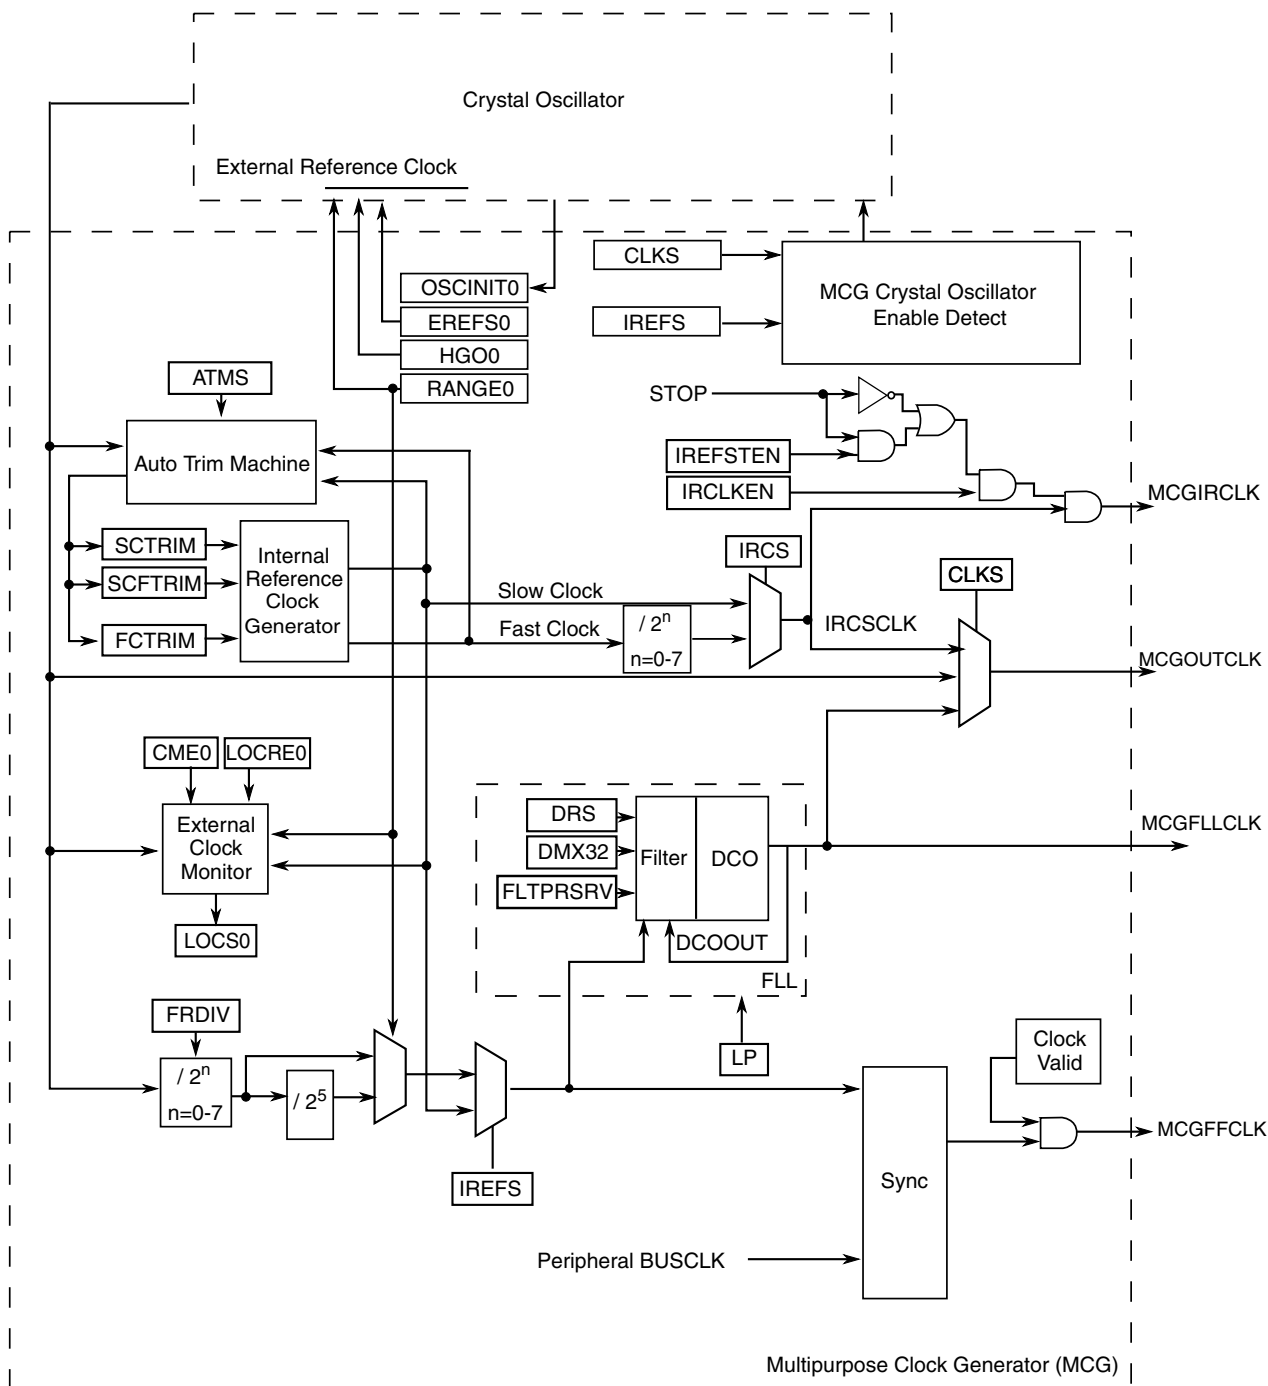 Crystal Oscillator
External Reference Clock
CLKS
OSCINIT0
MCG Crystal Oscillator
Enable Detect
EREFS0
IREFS
HGO0
RANGE0
ATMS
STOP
Auto Trim Machine
IREFSTEN
IRCLKEN
MCGIRCLK
SCTRIM
Internal
Reference
Clock
Generator
IRCS
SCFTRIM
CLKS
Slow Clock
FCTRIM
Fast Clock
/ 2n
n=0-7
IRCSCLK
MCGOUTCLK
CME0
LOCRE0
External
Clock
Monitor
DRS
DMX32
FLTPRSRV
Filter
DCO
MCGFLLCLK
LOCS0
DCOOUT
FLL
FRDIV
LP
Clock
Valid
/ 2n
n=0-7
/ 25
MCGFFCLK
IREFS
Sync
Peripheral BUSCLK
Multipurpose Clock Generator (MCG)